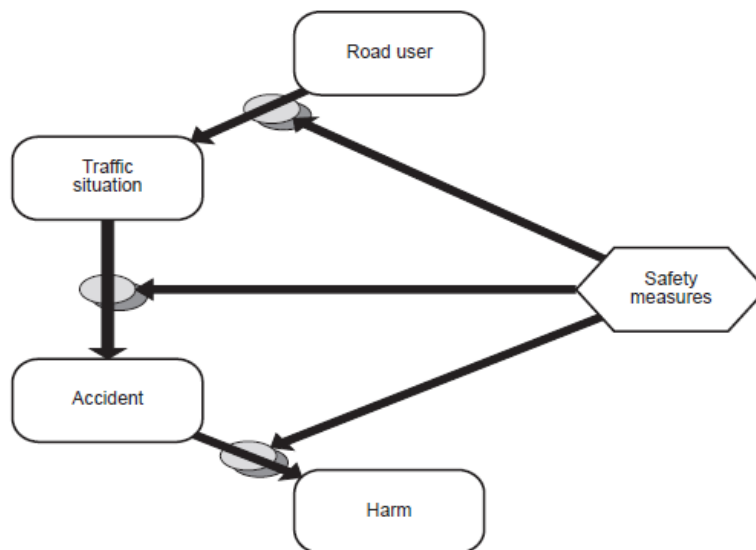 Road user
Traffic
situation
Safety
measures
Accident
Harm